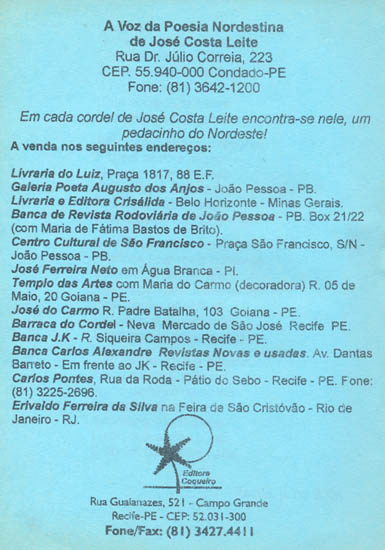 A Voz da Poesia Nordestina
de José Costa Leite
Rua Dr. Júlio Correia, 223
CEP. 55.940-000 Condado-PE
Fone: (81) 3642-1200
Em cada cordel de José Costa Leite encontra-se nele, um
pedacinho do Nordeste!
A venda nos seguintes endereços:
Livraria do Luiz, Praça 1817, 88 E.F.
Galeria Poeta Augusto dos Anjos - João Pessoa - PB.
Livraria e Editora Crisálida - Belo Horizonte - Minas Gerais.
Banca de Revista Rodoviária de João Pessoa - PB. Box 21/22
(com Maria de Fátima Bastos de Brito).
Centro Cultural de São Francisco - Praça São Francisco, S/N -
João Pessoa - PB.
José Ferreira Neto em Água Branca - PI.
Templo das Artes com Maria do Carmo (decoradora) R. 05 de
Maio, 20 Goiana - PE.
José do Carmo R. Padre Batalha, 103 Goiana - PE.
Barraca do Cordel - Neva Mercado de São José Recife PE.
Banca J.K - R. Siqueira Campos - Recife - PE.
Banca Carlos Alexandre Revistas Novas e usadas. Av. Dantas
Barreto - Em frente ao JK - Recife - PE.
Carlos Pontes, Rua da Roda - Pátio do Sebo - Recife - PE. Fone:
(81) 3225-2696.
Erivaldo Ferreira da Silva na Feira de São Cristóvão - Rio de
Janeiro - RJ.
Editora
Coqueiro
Rua Guaianazes, 521 - Campo Grande
Recife-PE - CEP: 52.031-300
Fone/Fax: (81) 3427.4411